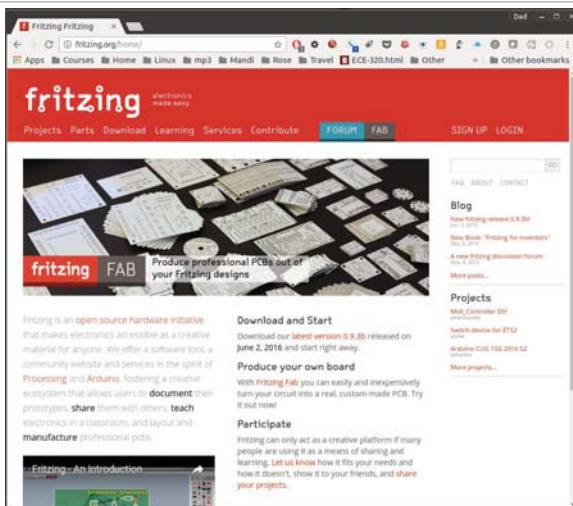 Fritzing Fritzing
Dad
fritzing.org/home/
Apps Courses Home Linux mp3 Mandi Rose Travel ECE-320.html Other Other bookmarks
fritzing
electronics
made easy
Projects Parts Download Learning Services Contribute FORUM FAB SIGN UP LOGIN
fritzing FAB
Produce professional PCBs out of
your Fritzing designs
Fritzing is an open-source hardware initiative
that makes electronics accessible as a creative
material for anyone. We offer a software tool, a
community website and services in the spirit of
Processing and Arduino, fostering a creative
ecosystem that allows users to document their
prototypes, share them with others, teach
electronics in a classroom, and layout and
manufacture professional pcbs.
Fritzing - An Introduction
Download and Start
Download our latest version 0.9.3b released on
June 2, 2016 and start right away.
Produce your own board
With Fritzing Fab you can easily and inexpensively
turn your circuit into a real, custom-made PCB. Try
it out now!
Participate
Fritzing can only act as a creative platform if many
people are using it as a means of sharing and
learning. Let us know how it fits your needs and
how it doesn't, show it to your friends, and share
your projects.
FAQ ABOUT CONTACT
Blog
New fritzing release 0.9.3b!
New Book: "Fritzing for Inventors"
A new fritzing discussion forum
More posts...
Projects
Midi_Controller DIY
Switch device for ETS2
Arduino CUG 1SG 2016 S2
More projects...